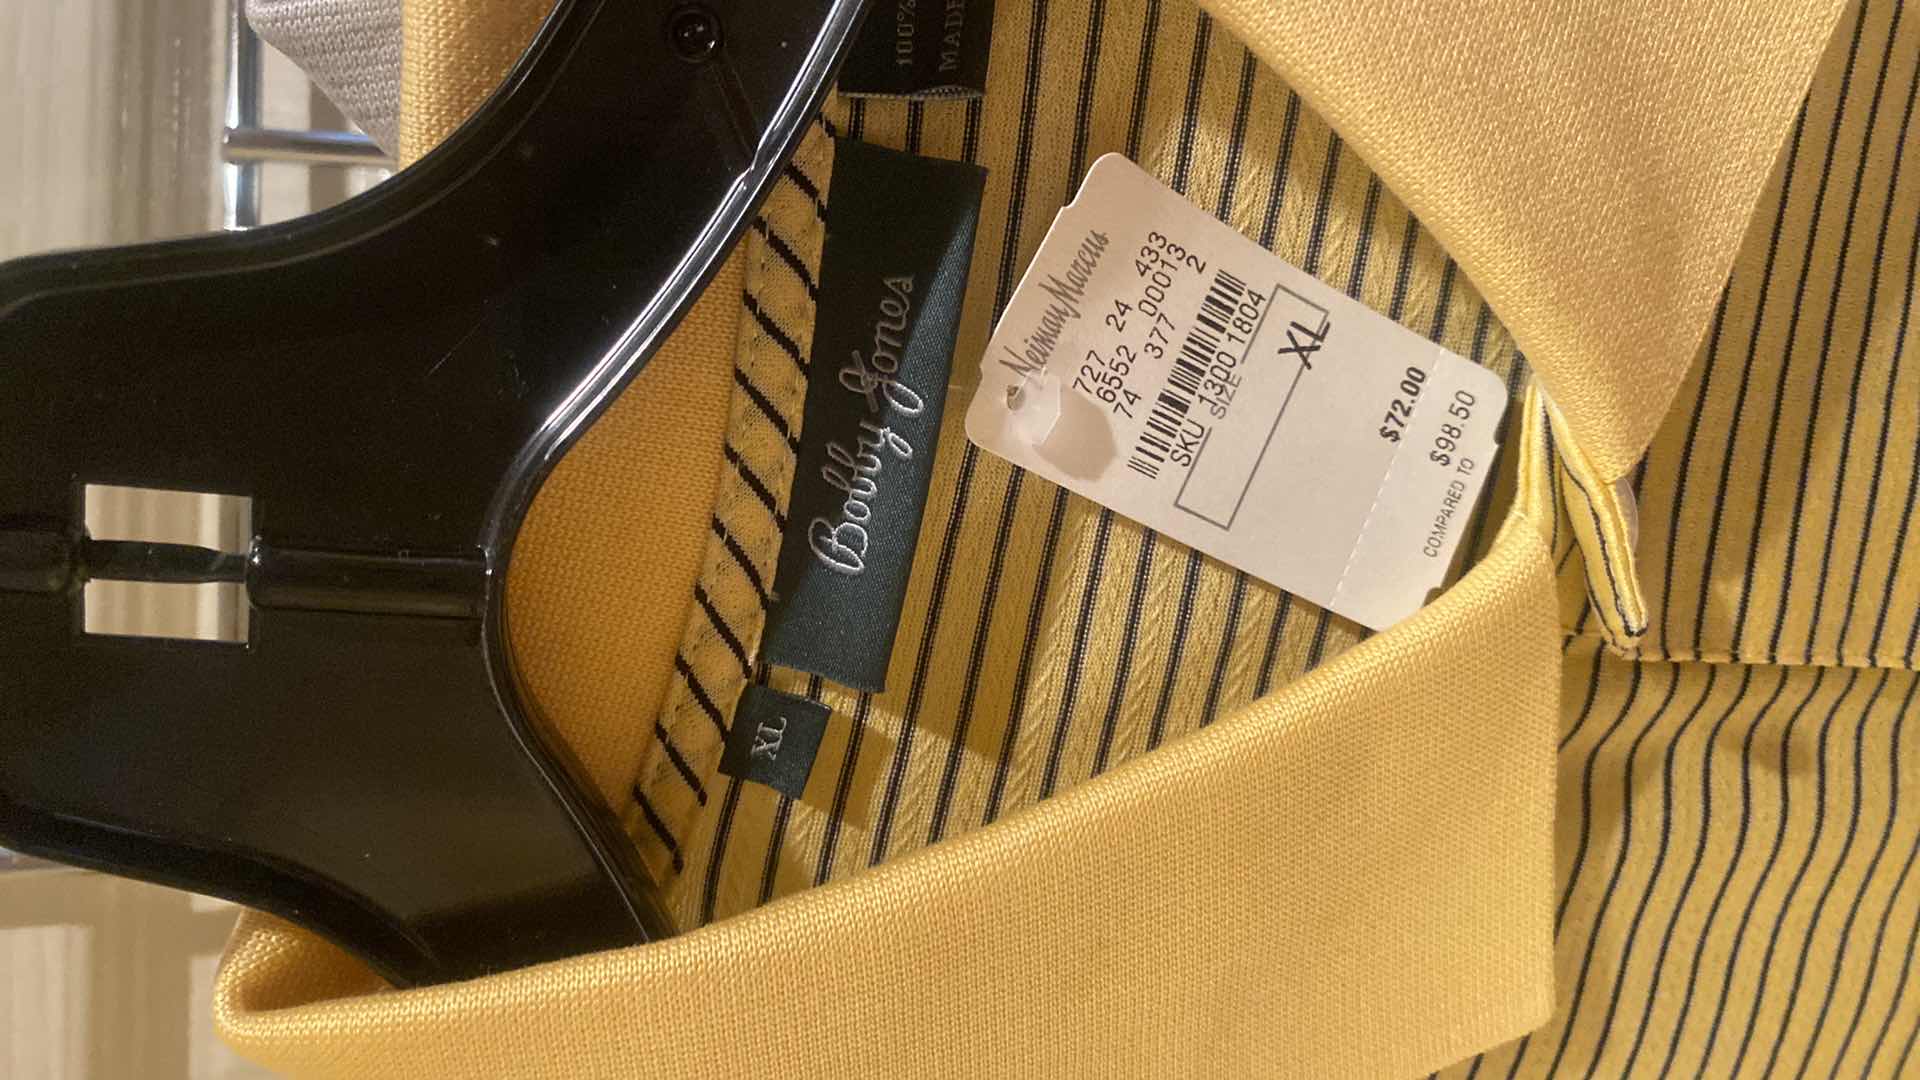 100%
MADE
Bobby Jones
XL
Neiman Marcus
727 24 433
6552 00013
74 377 2
SKU 1300 1804
SIZE
XL
$72.00
$98.50
COMPARED TO